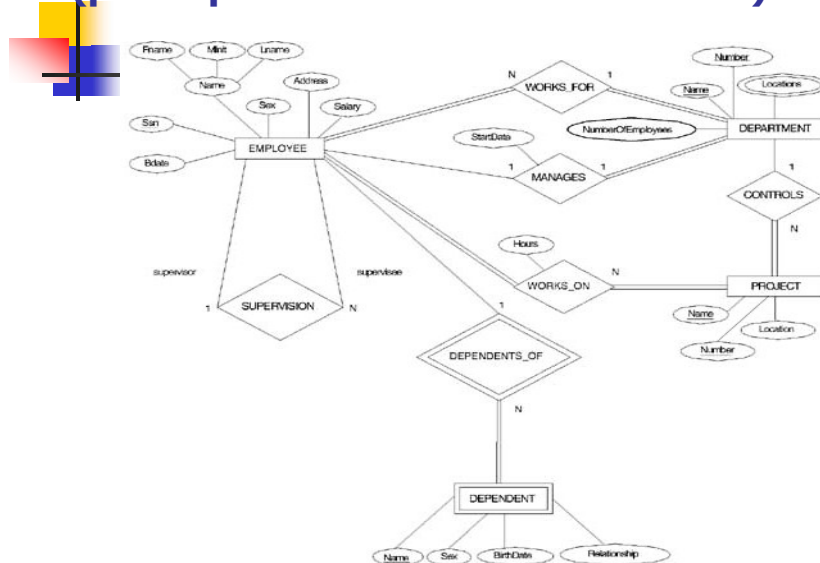 Fname Minit Lname
Number
Name
Address
Name
Locations
Sex
Salary
N WORKS_FOR 1
Ssn
StartDate
NumberOfEmployees
DEPARTMENT
EMPLOYEE
Bdate
1 MANAGES 1
1
CONTROLS
N
Hours
supervisor supervisee
N
WORKS_ON
PROJECT
1 SUPERVISION N
1
Name
Location
Number
DEPENDENTS_OF
N
DEPENDENT
Name Sex BirthDate Relationship